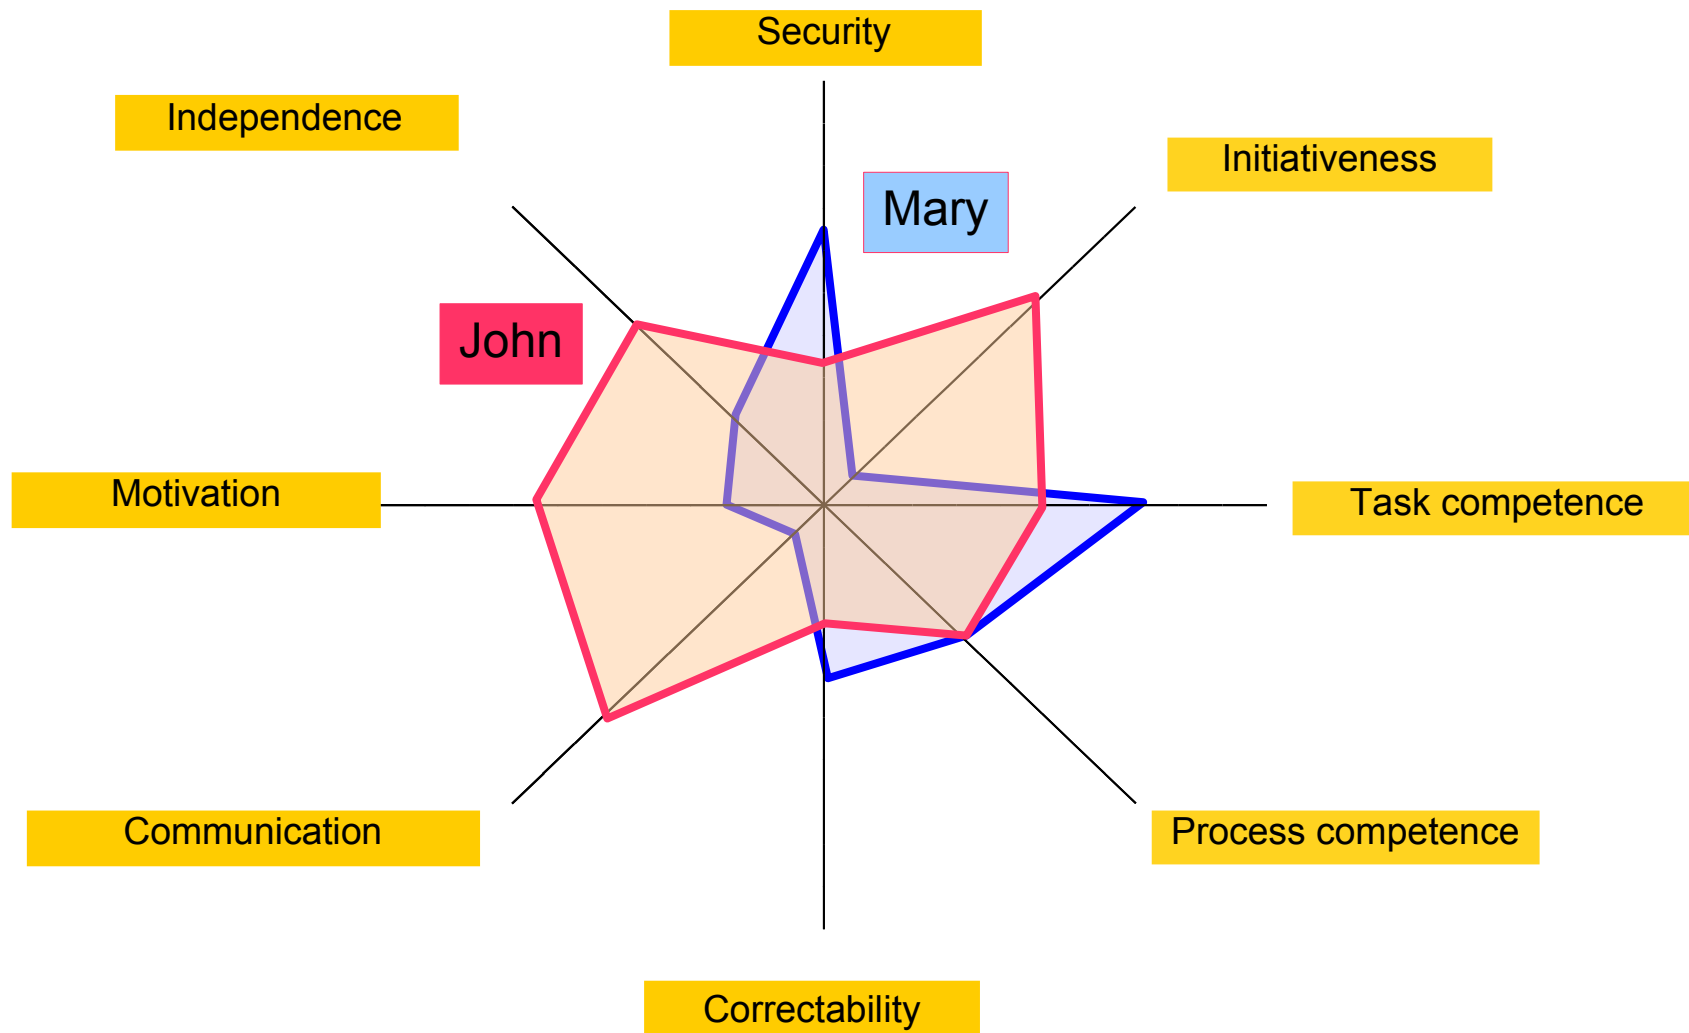 Security
Independence
Initiativeness
Mary
John
Motivation
Task competence
Communication
Process competence
Correctability